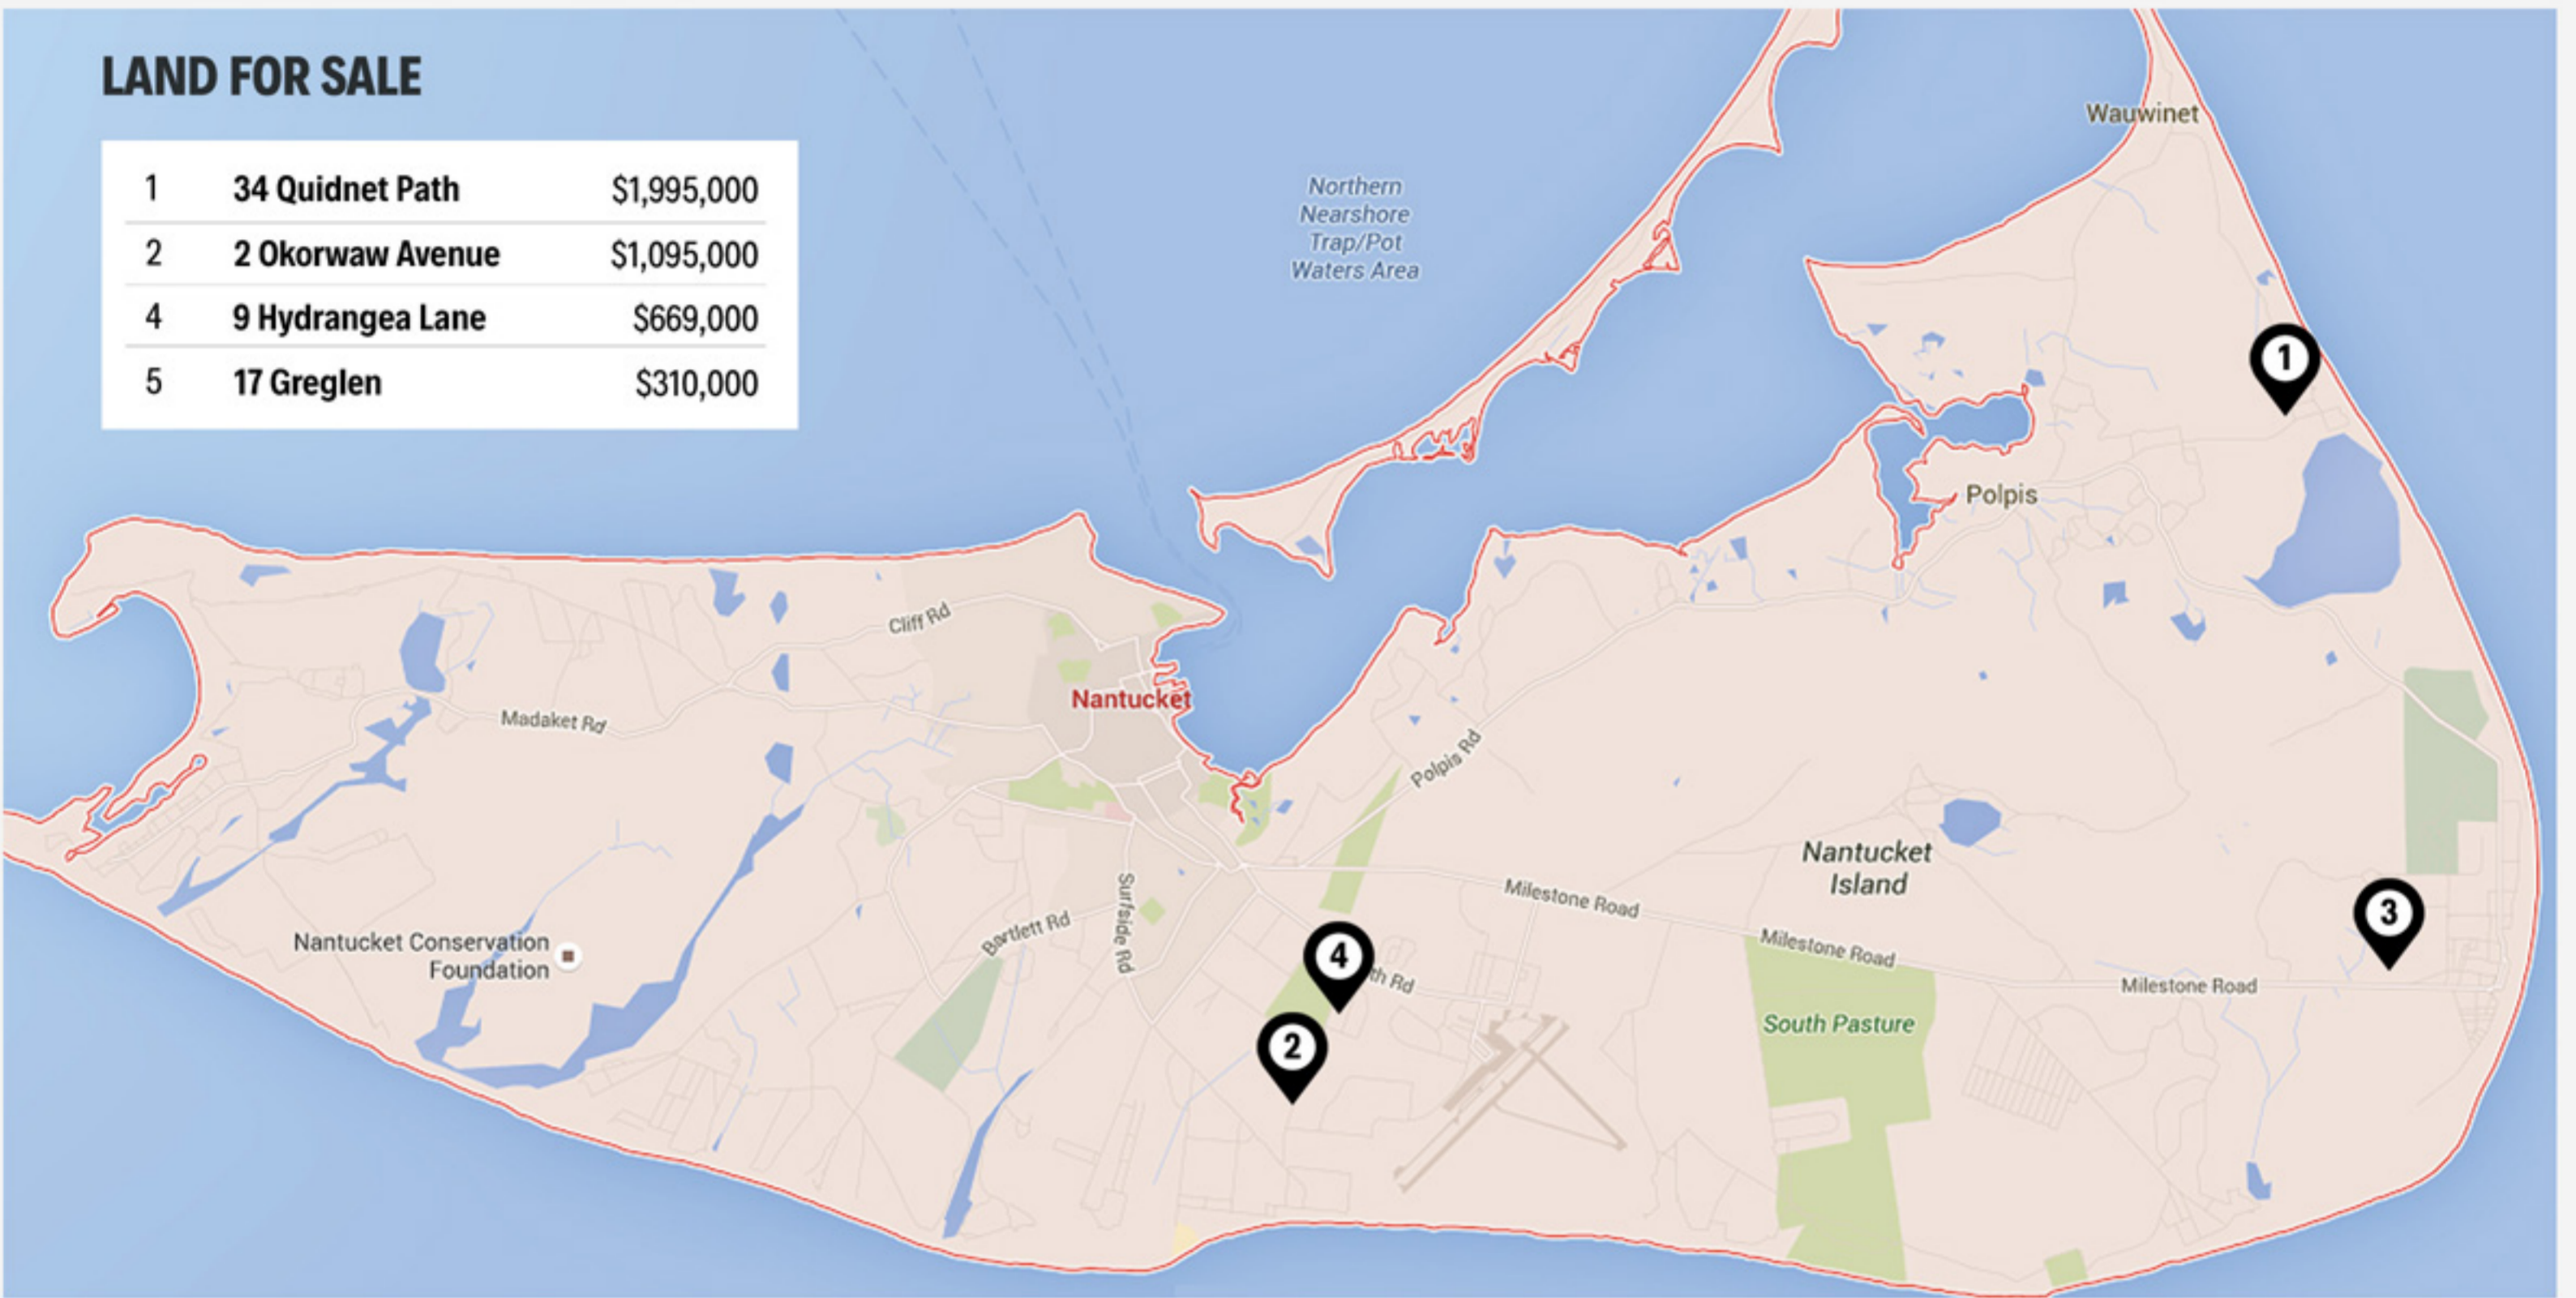 LAND FOR SALE
1 34 Quidnet Path $1,995,000
2 2 Okorwaw Avenue $1,095,000
4 9 Hydrangea Lane $669,000
5 17 Greglen $310,000
Wauwinet
Northern
Nearshore
Trap/Pot
Waters Area
1
Polpis
Cliff Rd
Nantucket
Madaket Rd
Polpis Rd
Nantucket
Island
Milestone Road
Surfside Rd
Bartlett Rd
3
Nantucket Conservation
Foundation
4
th Rd
Milestone Road
Milestone Road
South Pasture
2